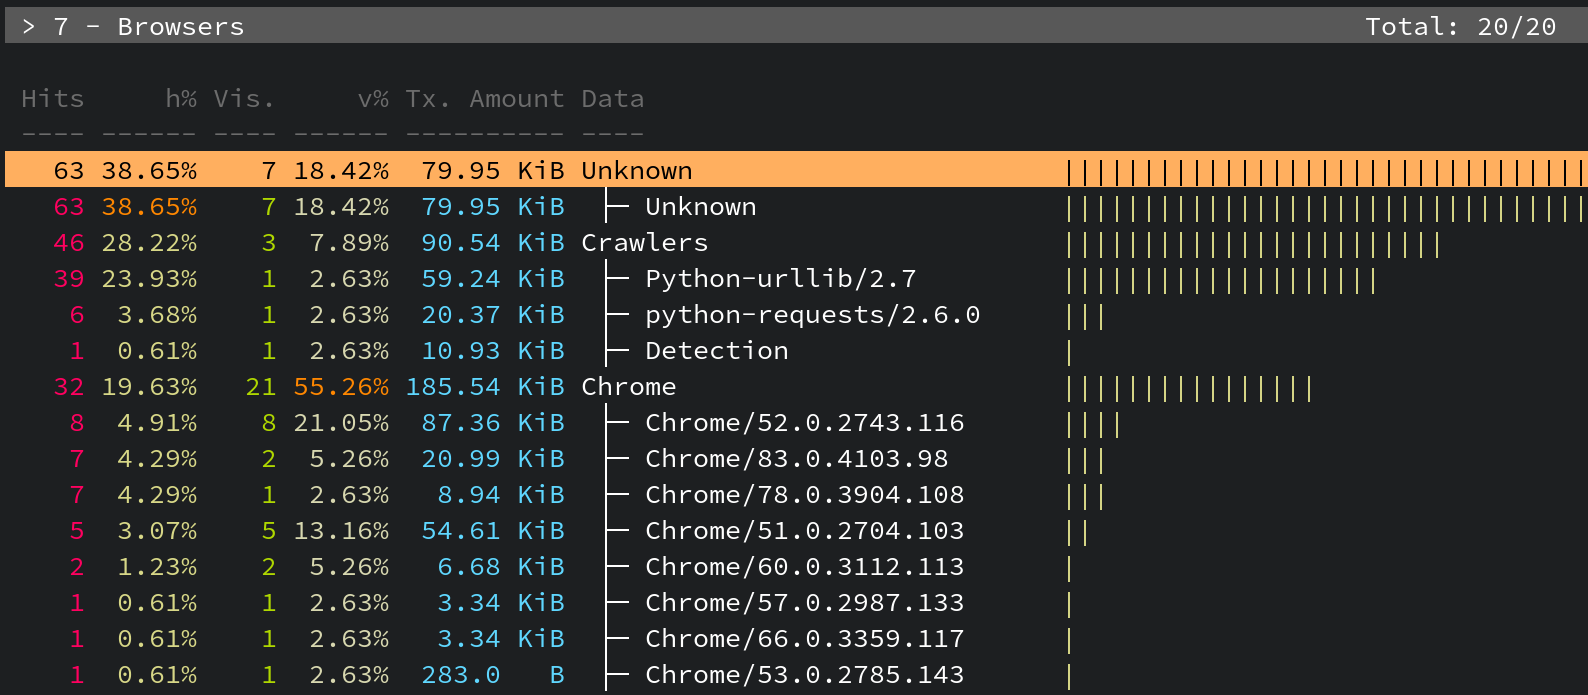 > 7 - Browsers Total: 20/20
Hits h% Vis. v% Tx. Amount Data
---- ------ ---- ------ ---------- ----
63 38.65% 7 18.42% 79.95 KiB Unknown ||||||||||||||||||||||||||||||||||
63 38.65% 7 18.42% 79.95 KiB ├─ Unknown |||||||||||||||||||||||||||||||||
46 28.22% 3 7.89% 90.54 KiB Crawlers ||||||||||||||||||||||||
39 23.93% 1 2.63% 59.24 KiB ├─ Python-urllib/2.7 ||||||||||||||||||||
6 3.68% 1 2.63% 20.37 KiB ├─ python-requests/2.6.0 |||
1 0.61% 1 2.63% 10.93 KiB ├─ Detection |
32 19.63% 21 55.26% 185.54 KiB Chrome ||||||||||||||||
8 4.91% 8 21.05% 87.36 KiB ├─ Chrome/52.0.2743.116 ||||
7 4.29% 2 5.26% 20.99 KiB ├─ Chrome/83.0.4103.98 |||
7 4.29% 1 2.63% 8.94 KiB ├─ Chrome/78.0.3904.108 |||
5 3.07% 5 13.16% 54.61 KiB ├─ Chrome/51.0.2704.103 ||
2 1.23% 2 5.26% 6.68 KiB ├─ Chrome/60.0.3112.113 |
1 0.61% 1 2.63% 3.34 KiB ├─ Chrome/57.0.2987.133 |
1 0.61% 1 2.63% 3.34 KiB ├─ Chrome/66.0.3359.117 |
1 0.61% 1 2.63% 283.0 B ├─ Chrome/53.0.2785.143 |